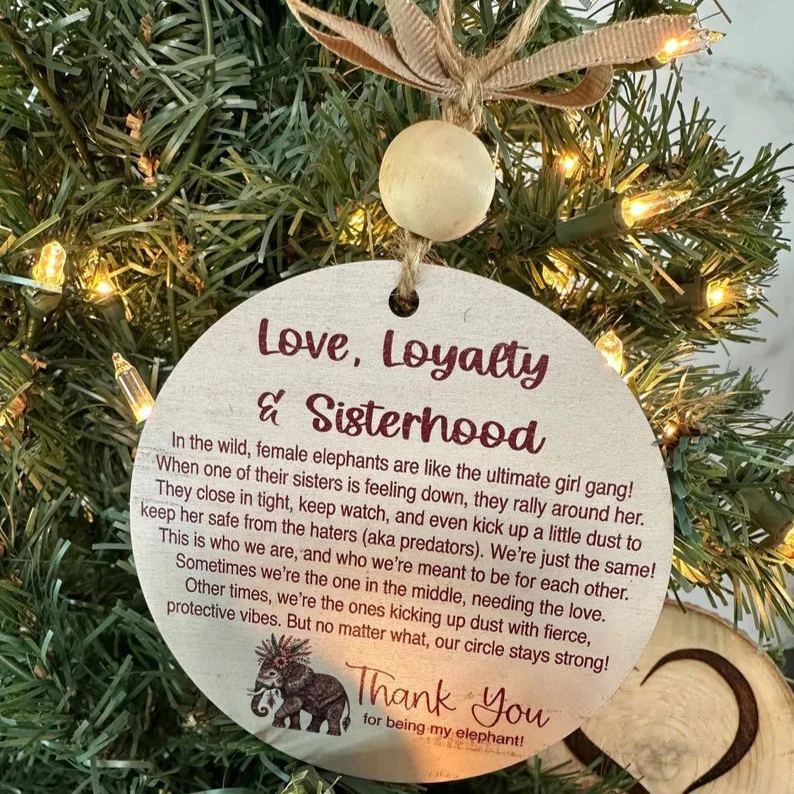 Love, Loyalty
& Sisterhood
In the wild, female elephants are like the ultimate girl gang!
When one of their sisters is feeling down, they rally around her.
They close in tight, keep watch, and even kick up a little dust to
keep her safe from the haters (aka predators). We're just the same!
This is who we are, and who we're meant to be for each other.
Sometimes we're the one in the middle, needing the love.
Other times, we're the ones kicking up dust with fierce,
protective vibes. But no matter what, our circle stays strong!
Thank You
for being my elephant!